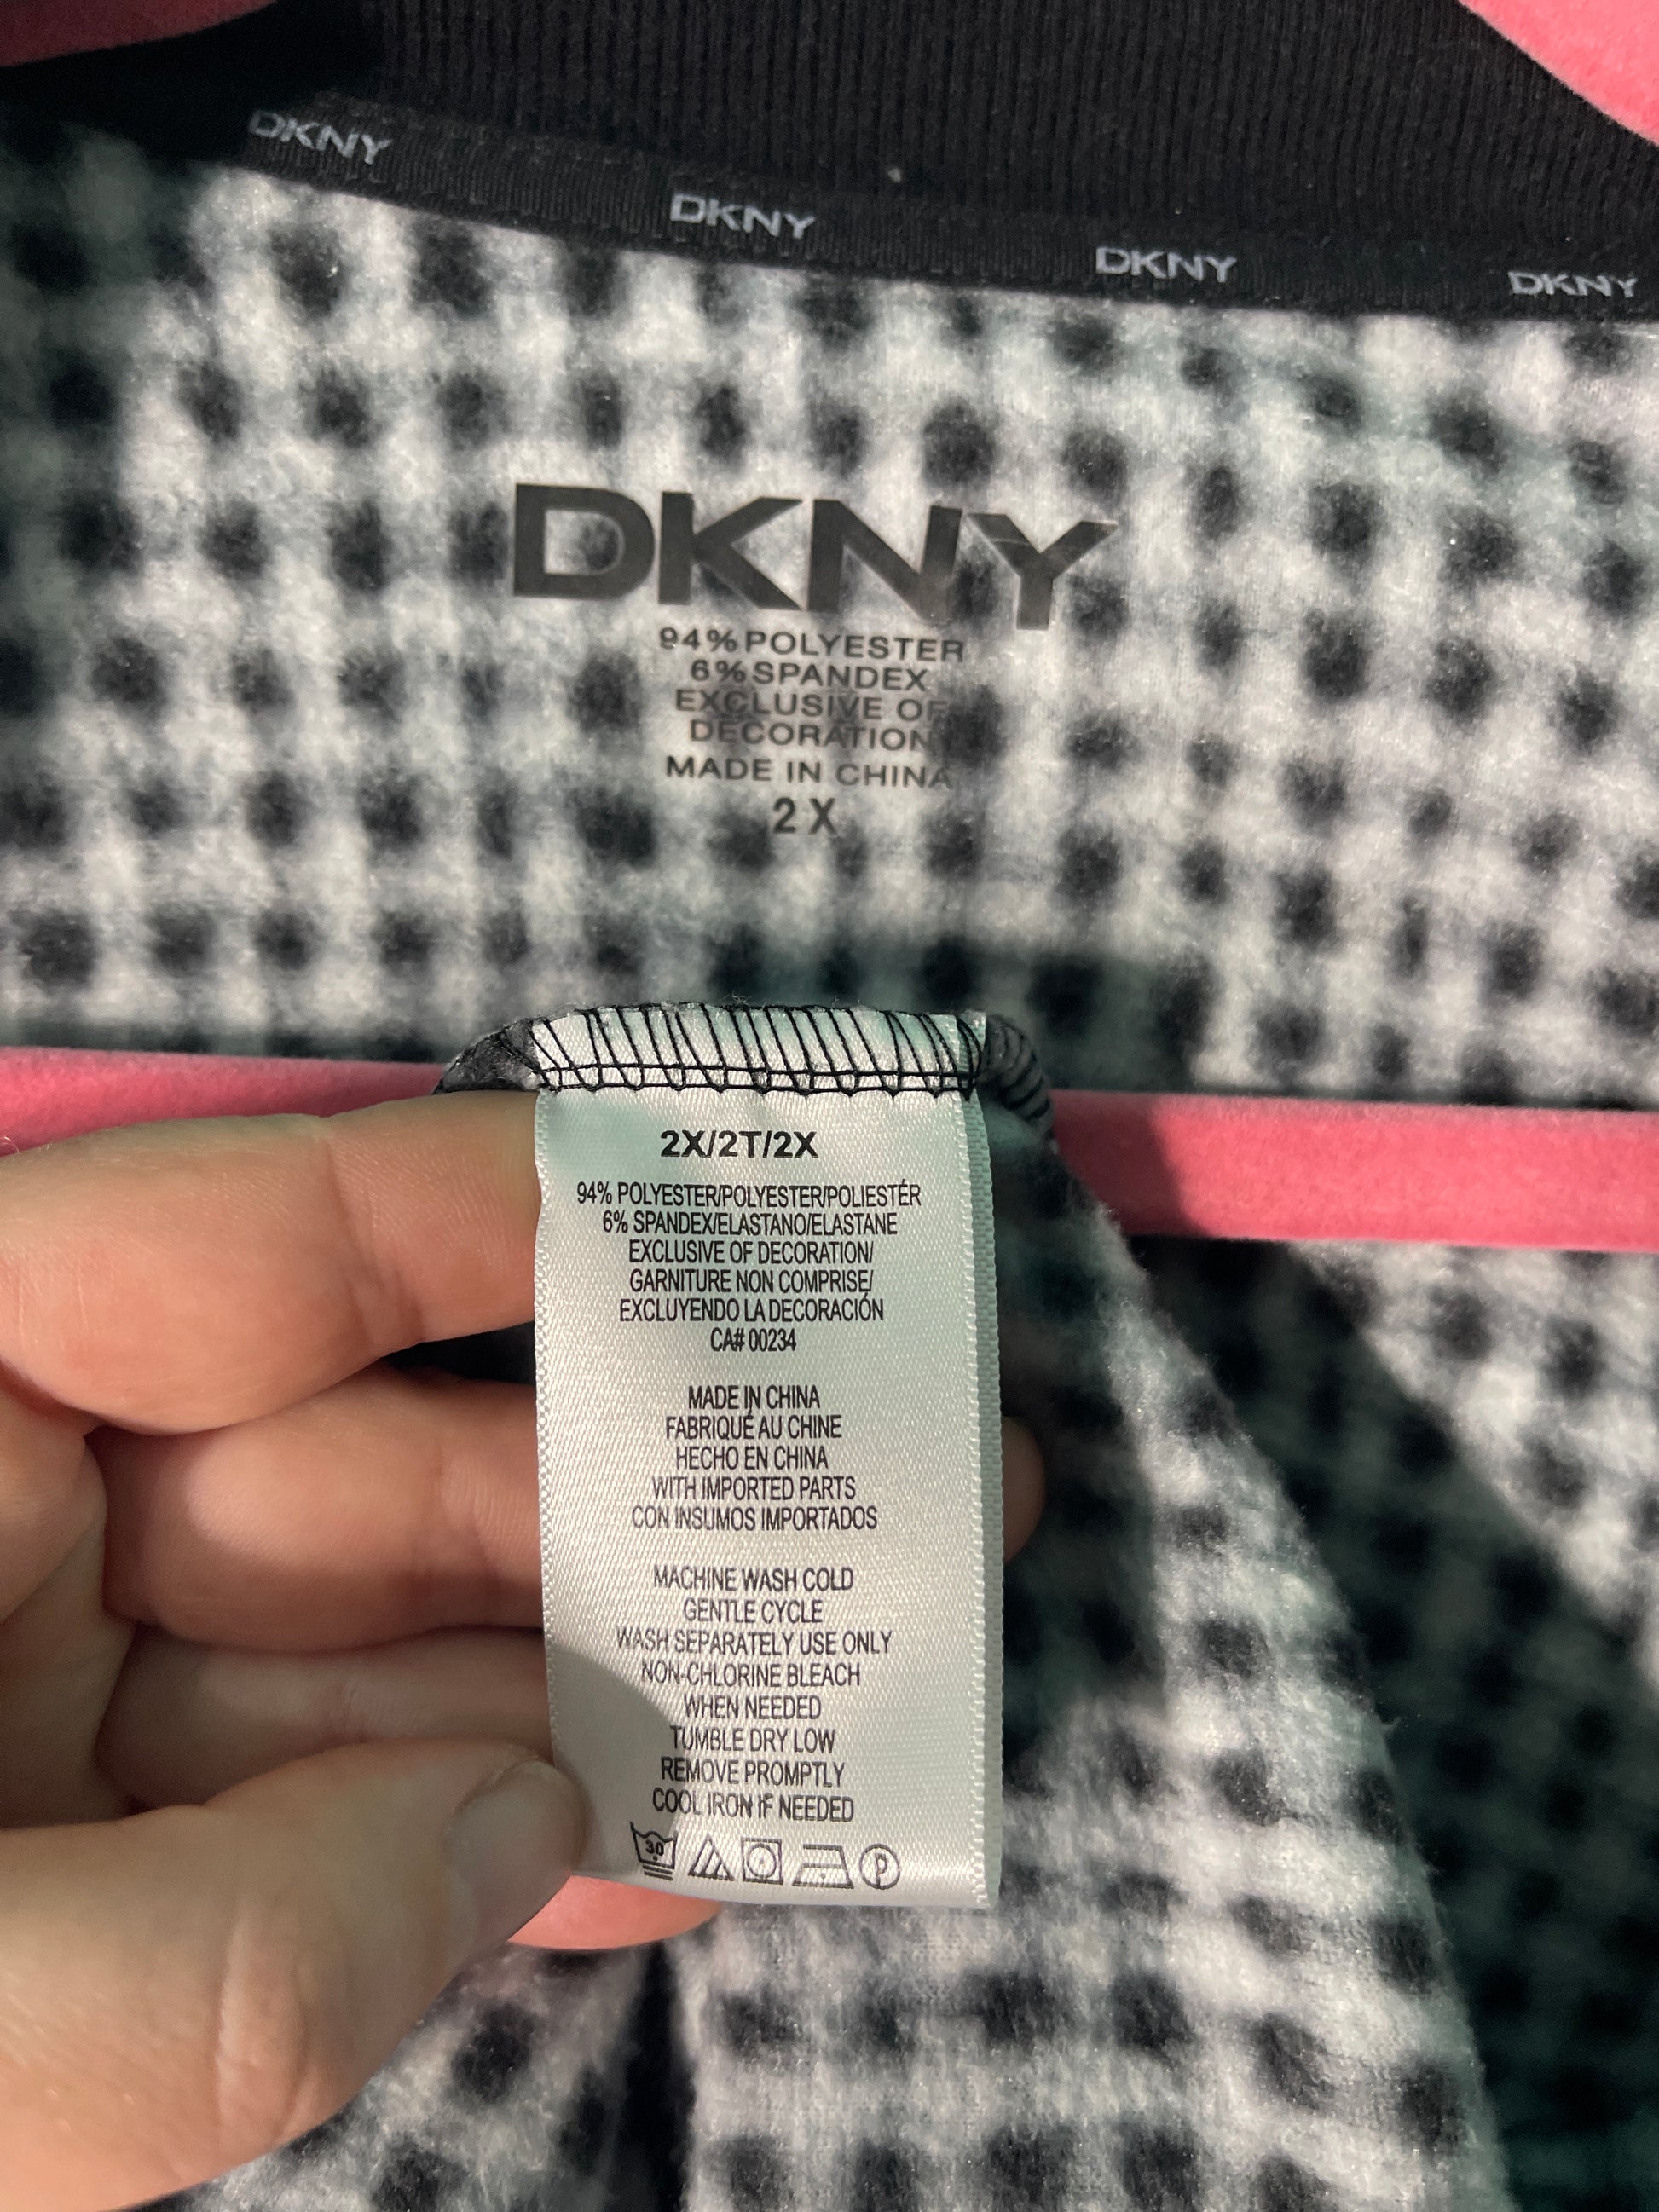 DKNY
DKNY
DKNY
DKNY
DKNY
94% POLYESTER
6% SPANDEX
EXCLUSIVE OF
DECORATION
MADE IN CHINA
2X
2X/2T/2X
94% POLYESTER/POLYESTER/POLIESTÉR
6% SPANDEX/ELASTANO/ELASTANE
EXCLUSIVE OF DECORATION/
GARNITURE NON COMPRISE/
EXCLUYENDO LA DECORACIÓN
CA# 00234
MADE IN CHINA
FABRIQUÉ AU CHINE
HECHO EN CHINA
WITH IMPORTED PARTS
CON INSUMOS IMPORTADOS
MACHINE WASH COLD
GENTLE CYCLE
WASH SEPARATELY USE ONLY
NON-CHLORINE BLEACH
WHEN NEEDED
TUMBLE DRY LOW
REMOVE PROMPTLY
COOL IRON IF NEEDED
30 P